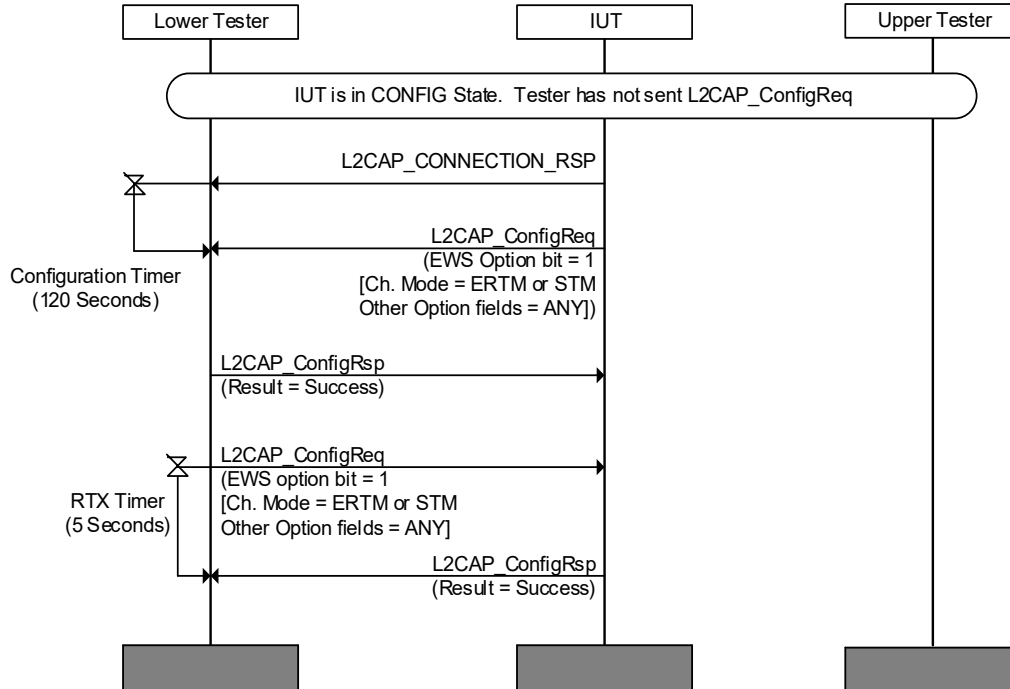 Lower Tester
IUT
Upper Tester
IUT is in CONFIG State. Tester has not sent L2CAP_ConfigReq
L2CAP_CONNECTION_RSP
L2CAP_ConfigReq
(EWS Option bit = 1
[Ch. Mode = ERTM or STM
Other Option fields = ANY])
Configuration Timer
(120 Seconds)
L2CAP_ConfigRsp
(Result = Success)
L2CAP_ConfigReq
(EWS option bit = 1
[Ch. Mode = ERTM or STM
Other Option fields = ANY]
RTX Timer
(5 Seconds)
L2CAP_ConfigRsp
(Result = Success)